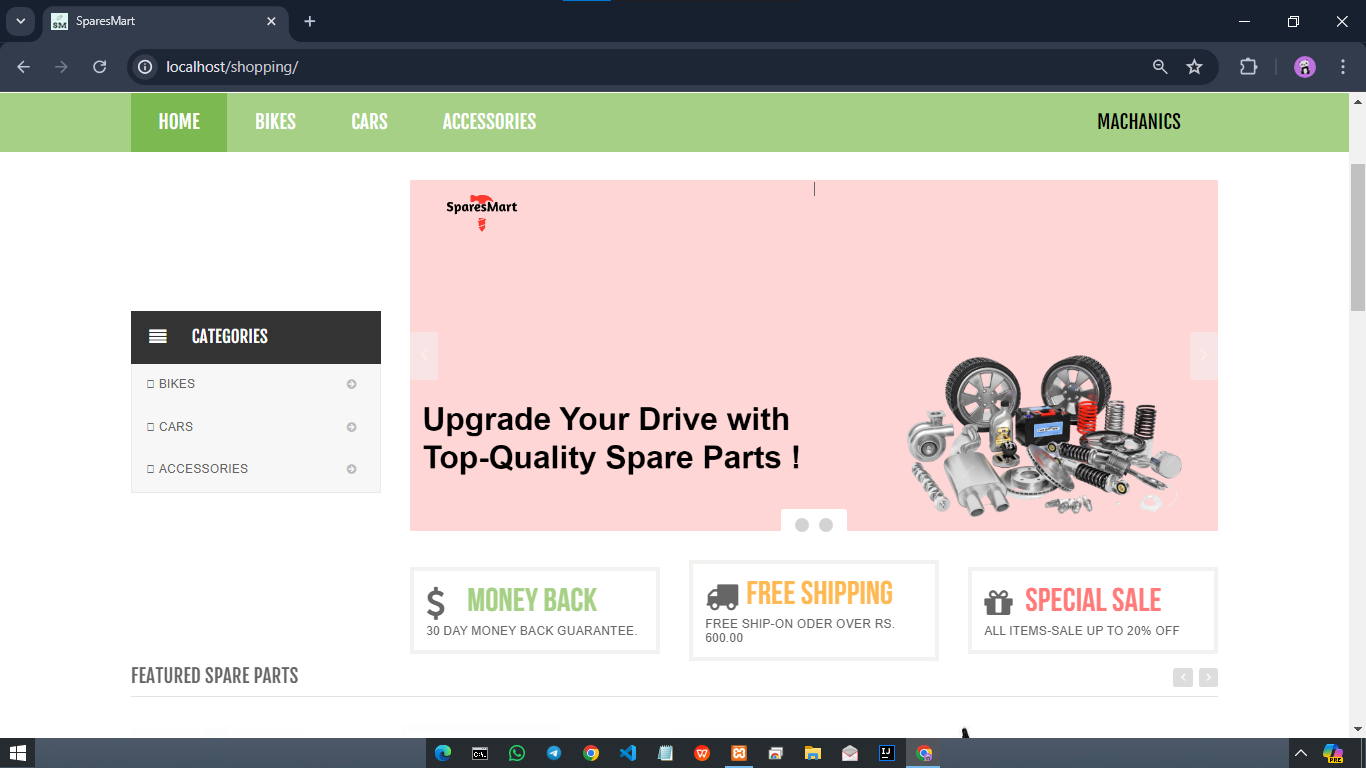 SM SparesMart
localhost/shopping/
HOME BIKES CARS ACCESSORIES MACHANICS
SparesMart
CATEGORIES
BIKES
CARS
ACCESSORIES
Upgrade Your Drive with
Top-Quality Spare Parts !
MONEY BACK
30 DAY MONEY BACK GUARANTEE.
FREE SHIPPING
FREE SHIP-ON ODER OVER RS.
600.00
SPECIAL SALE
ALL ITEMS-SALE UP TO 20% OFF
FEATURED SPARE PARTS